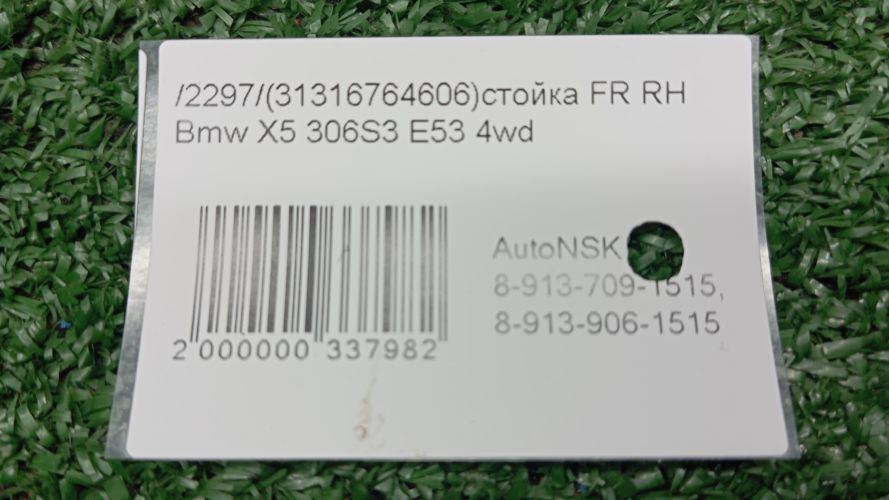 /2297/(31316764606)стойка FR RH
Bmw X5 306S3 E53 4wd
AutoNSK
8-913-709-1515,
8-913-906-1515
2 000000 337982